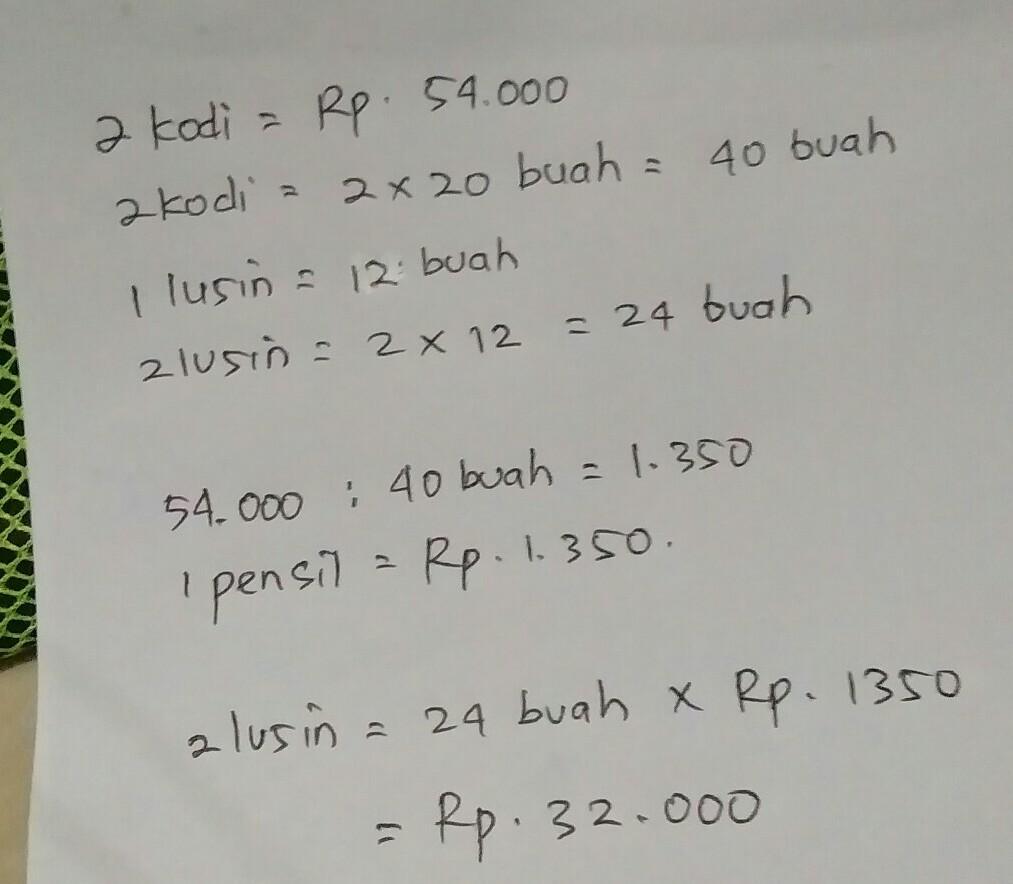 2 kodi = Rp. 54.000
2 kodi = 2 x 20 buah = 40 buah
1 lusin = 12 buah
2 lusin = 2 x 12 = 24 buah
54.000 : 40 buah = 1.350
1 pensil = Rp. 1.350.
2 lusin = 24 buah x Rp. 1350
= Rp. 32.000